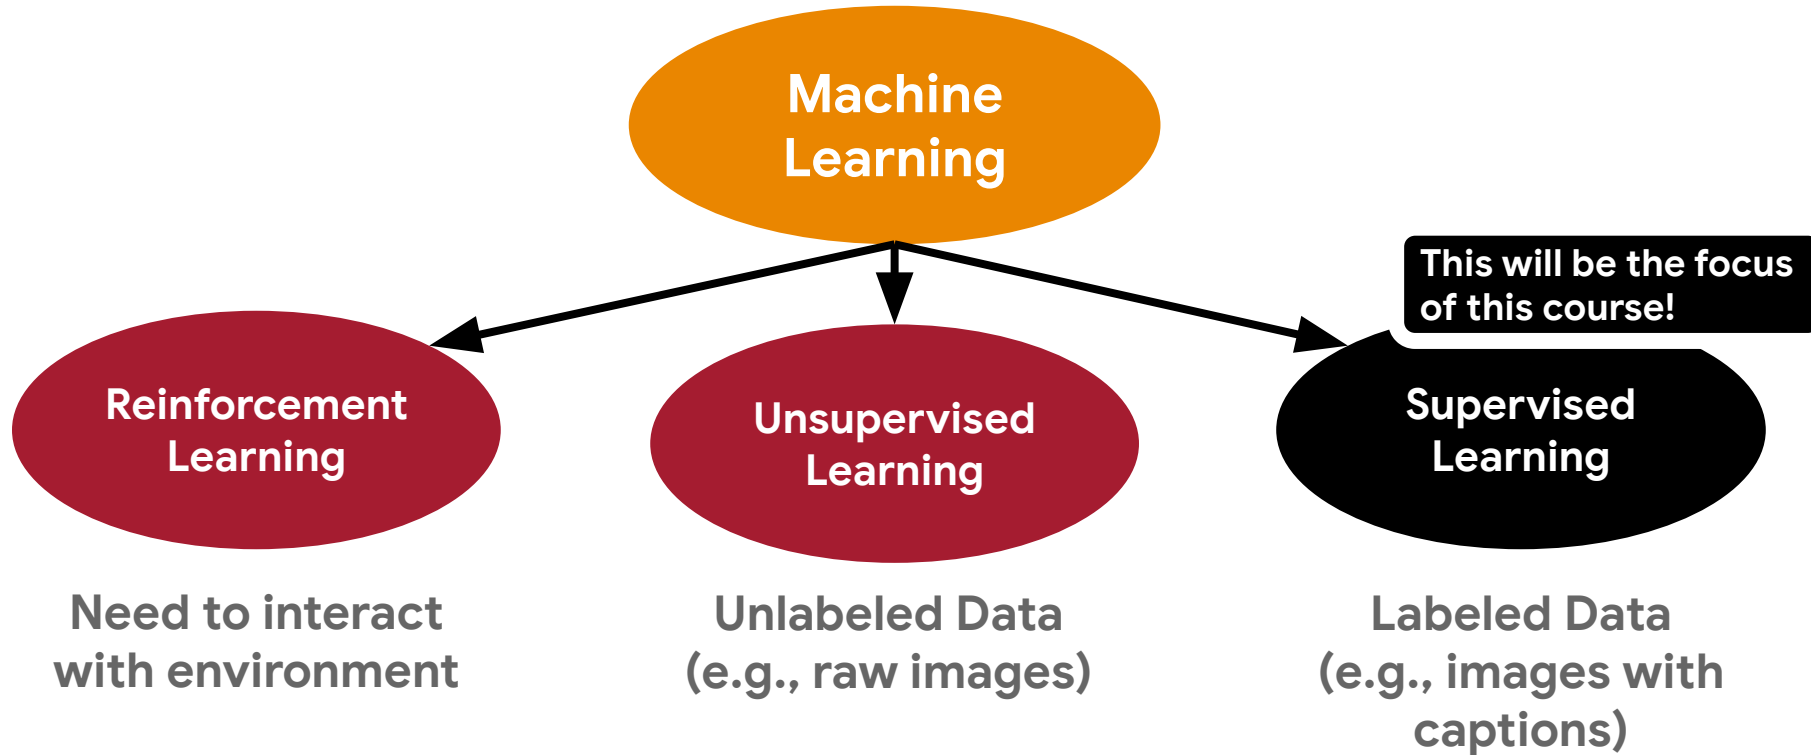 Machine
Learning
This will be the focus
of this course!
Reinforcement
Learning
Unsupervised
Learning
Supervised
Learning
Need to interact
with environment
Unlabeled Data
(e.g., raw images)
Labeled Data
(e.g., images with
captions)